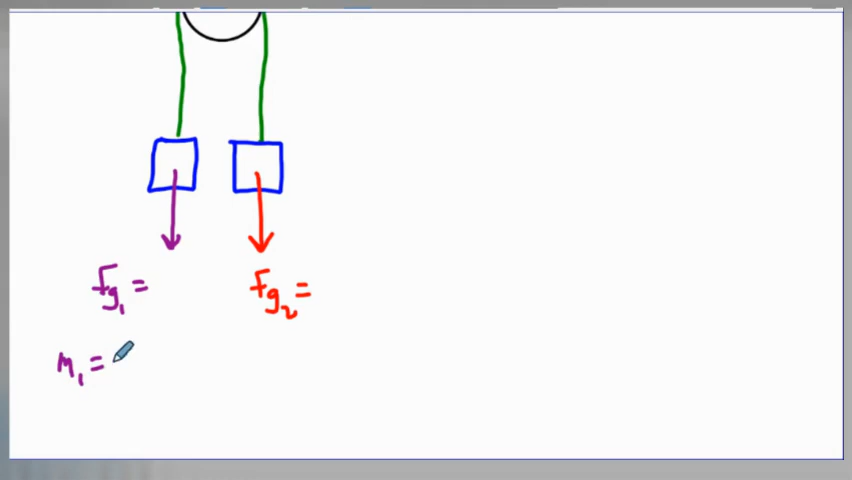 Fg₁ = Fg₂ =
m₁ =